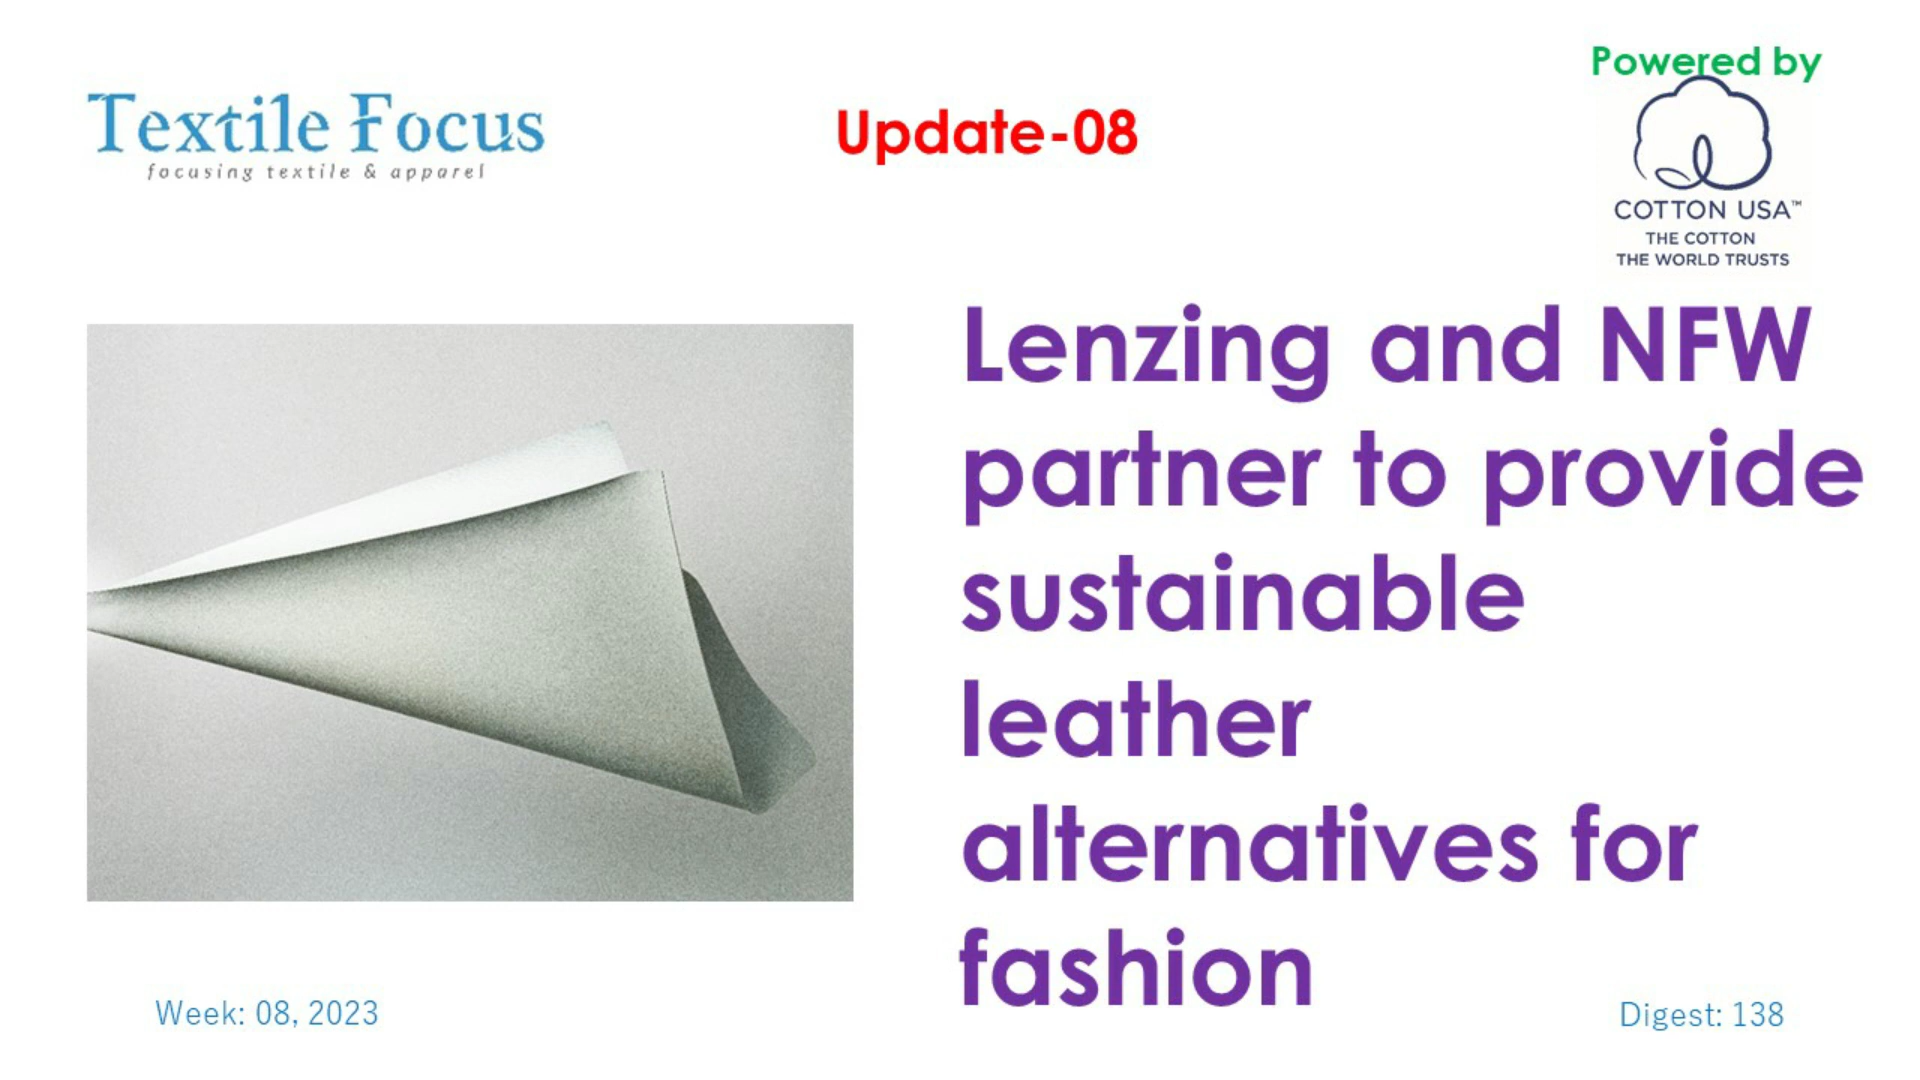 Powered by
Textile Focus
focusing textile & apparel
Update-08
COTTON USA™
THE COTTON
THE WORLD TRUSTS
Lenzing and NFW
partner to provide
sustainable
leather
alternatives for
fashion
Week: 08, 2023
Digest: 138